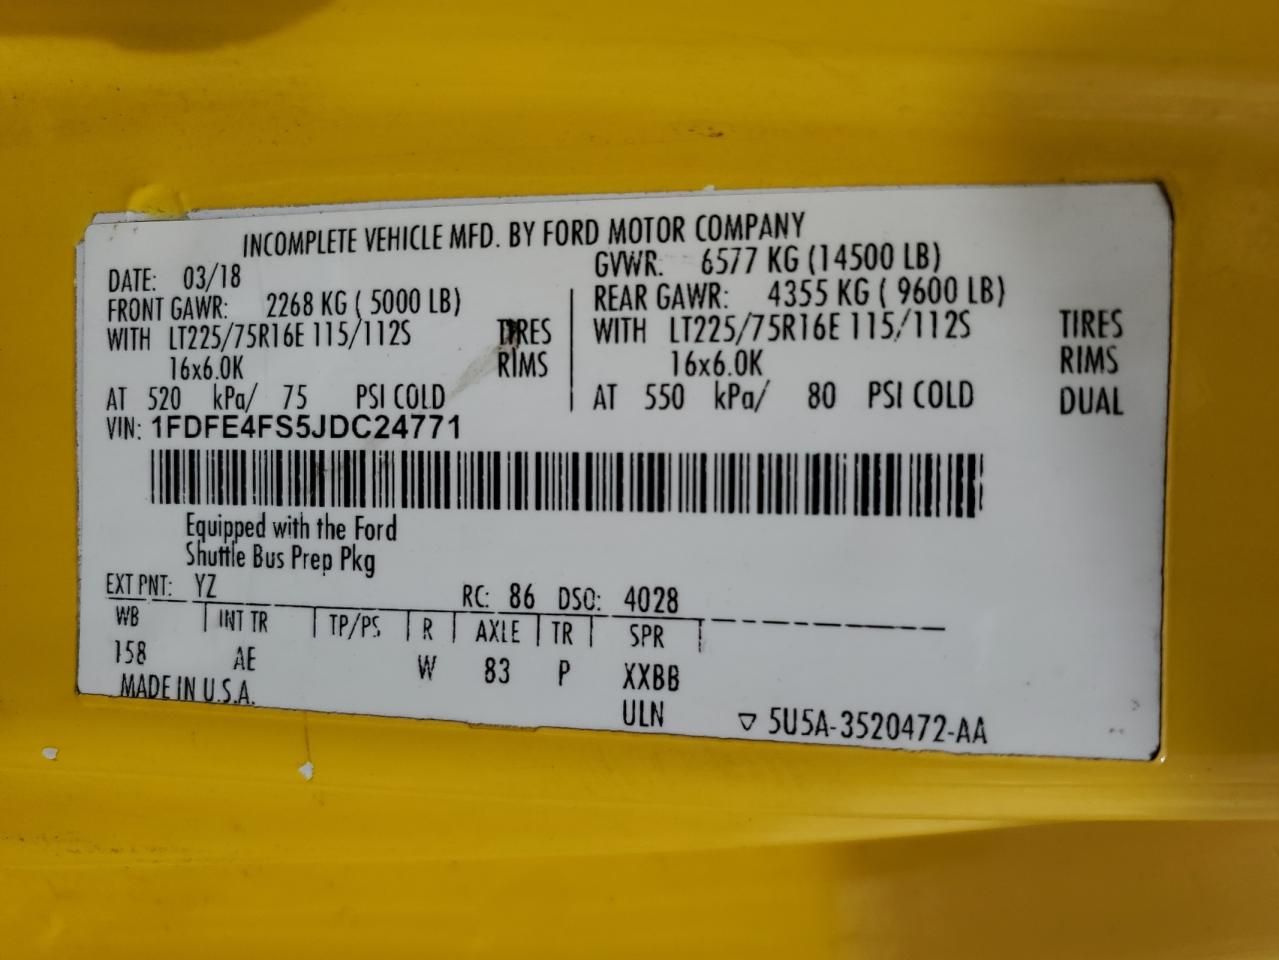 INCOMPLETE VEHICLE MFD. BY FORD MOTOR COMPANY
DATE: 03/18 GVWR: 6577 KG (14500 LB)
FRONT GAWR: 2268 KG ( 5000 LB) REAR GAWR: 4355 KG ( 9600 LB)
WITH LT225/75R16E 115/112S TIRES WITH LT225/75R16E 115/112S TIRES
16x6.0K RIMS 16x6.0K RIMS
AT 520 kPa/ 75 PSI COLD AT 550 kPa/ 80 PSI COLD DUAL
VIN: 1FDFE4FS5JDC24771
Equipped with the Ford
Shuttle Bus Prep Pkg
EXT PNT: YZ RC: 86 DSO: 4028
WB | INT TR | TP/PS | R | AXLE | TR | SPR |
158 AE W 83 P XXBB
MADE IN U.S.A. ULN ▽ 5U5A-3520472-AA